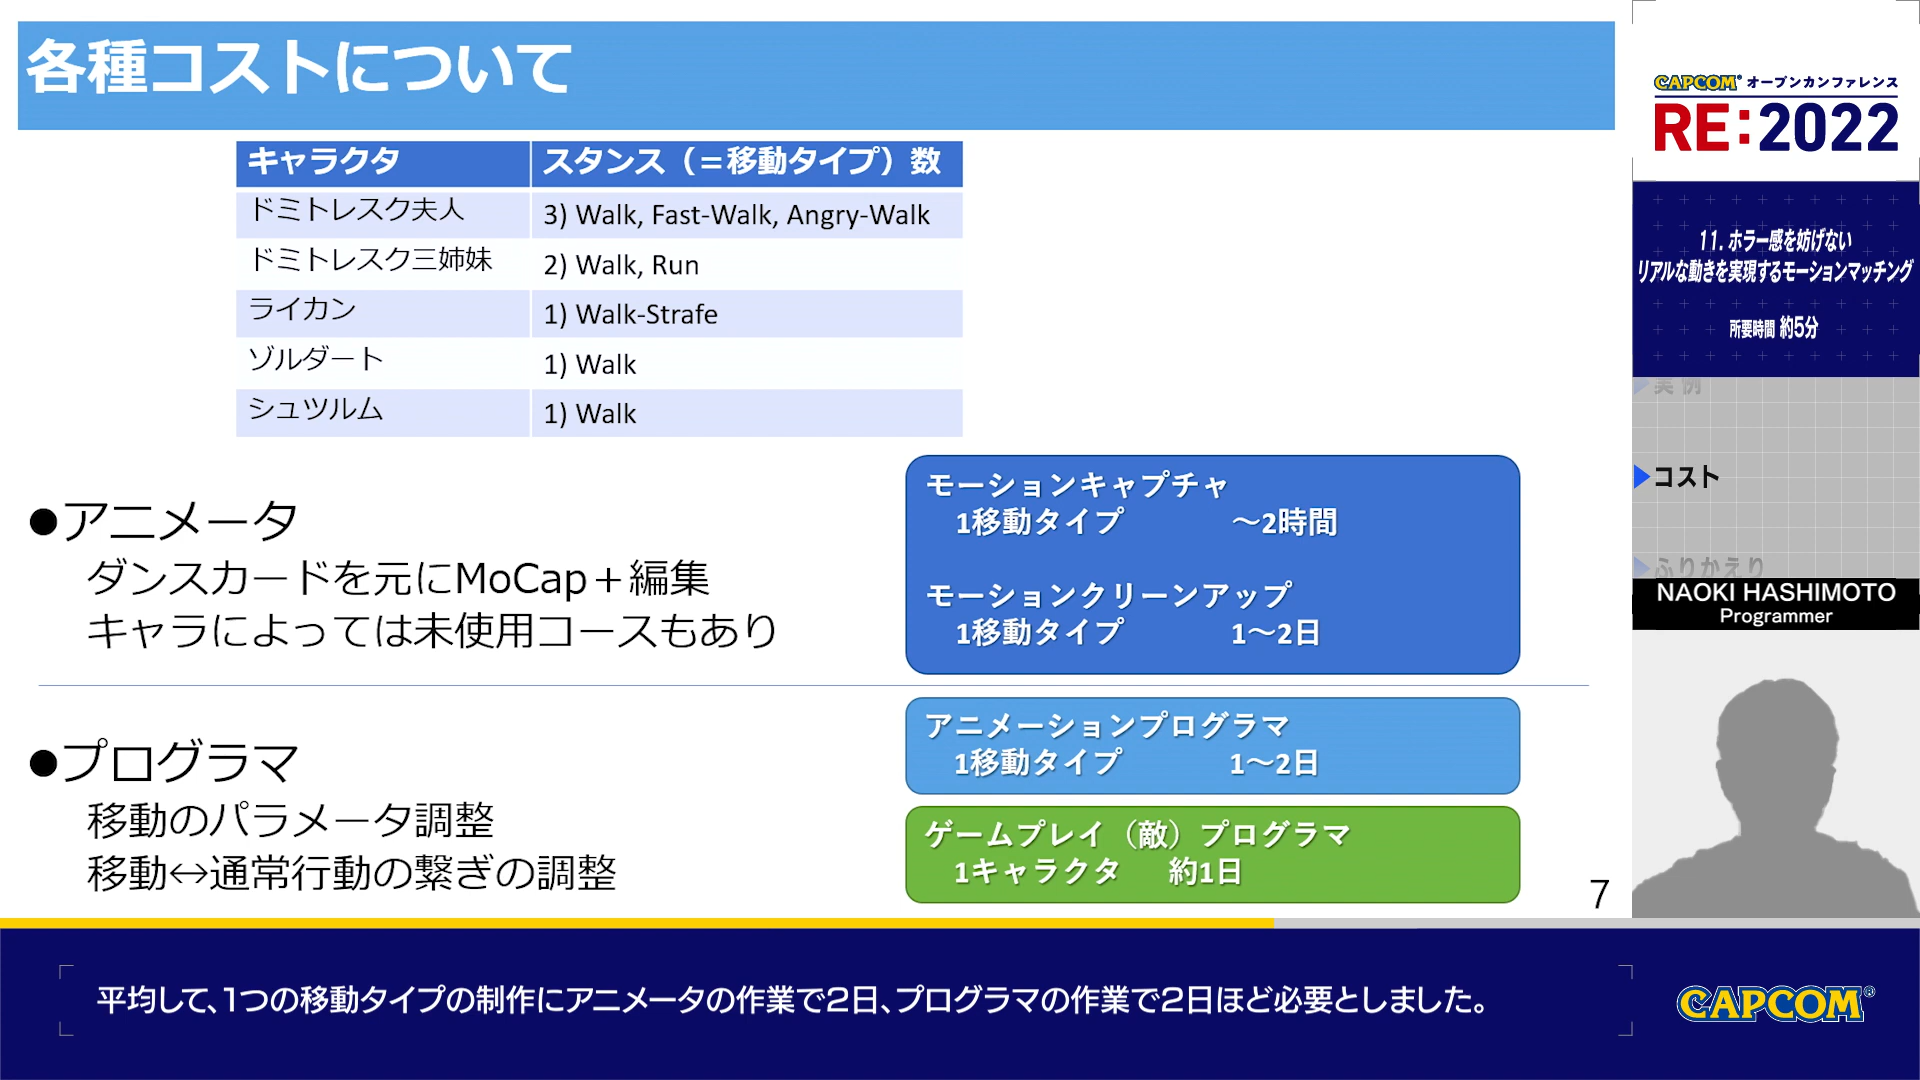 各種コストについて
キャラクタ スタンス（＝移動タイプ）数
ドミトレスク夫人 3) Walk, Fast-Walk, Angry-Walk
ドミトレスク三姉妹 2) Walk, Run
ライカン 1) Walk-Strafe
ゾルダート 1) Walk
シュツルム 1) Walk
●アニメータ
ダンスカードを元にMoCap＋編集
キャラによっては未使用コースもあり
モーションキャプチャ
1移動タイプ ～2時間
モーションクリーンアップ
1移動タイプ 1～2日
●プログラマ
移動のパラメータ調整
移動↔通常行動の繋ぎの調整
アニメーションプログラマ
1移動タイプ 1～2日
ゲームプレイ（敵）プログラマ
1キャラクタ 約1日
7
CAPCOM® オープンカンファレンス
RE:2022
11. ホラー感を妨げない
リアルな動きを実現するモーションマッチング
所要時間 約5分
▶実例
▶コスト
▶ふりかえり
NAOKI HASHIMOTO
Programmer
平均して、1つの移動タイプの制作にアニメータの作業で2日、プログラマの作業で2日ほど必要としました。
CAPCOM®